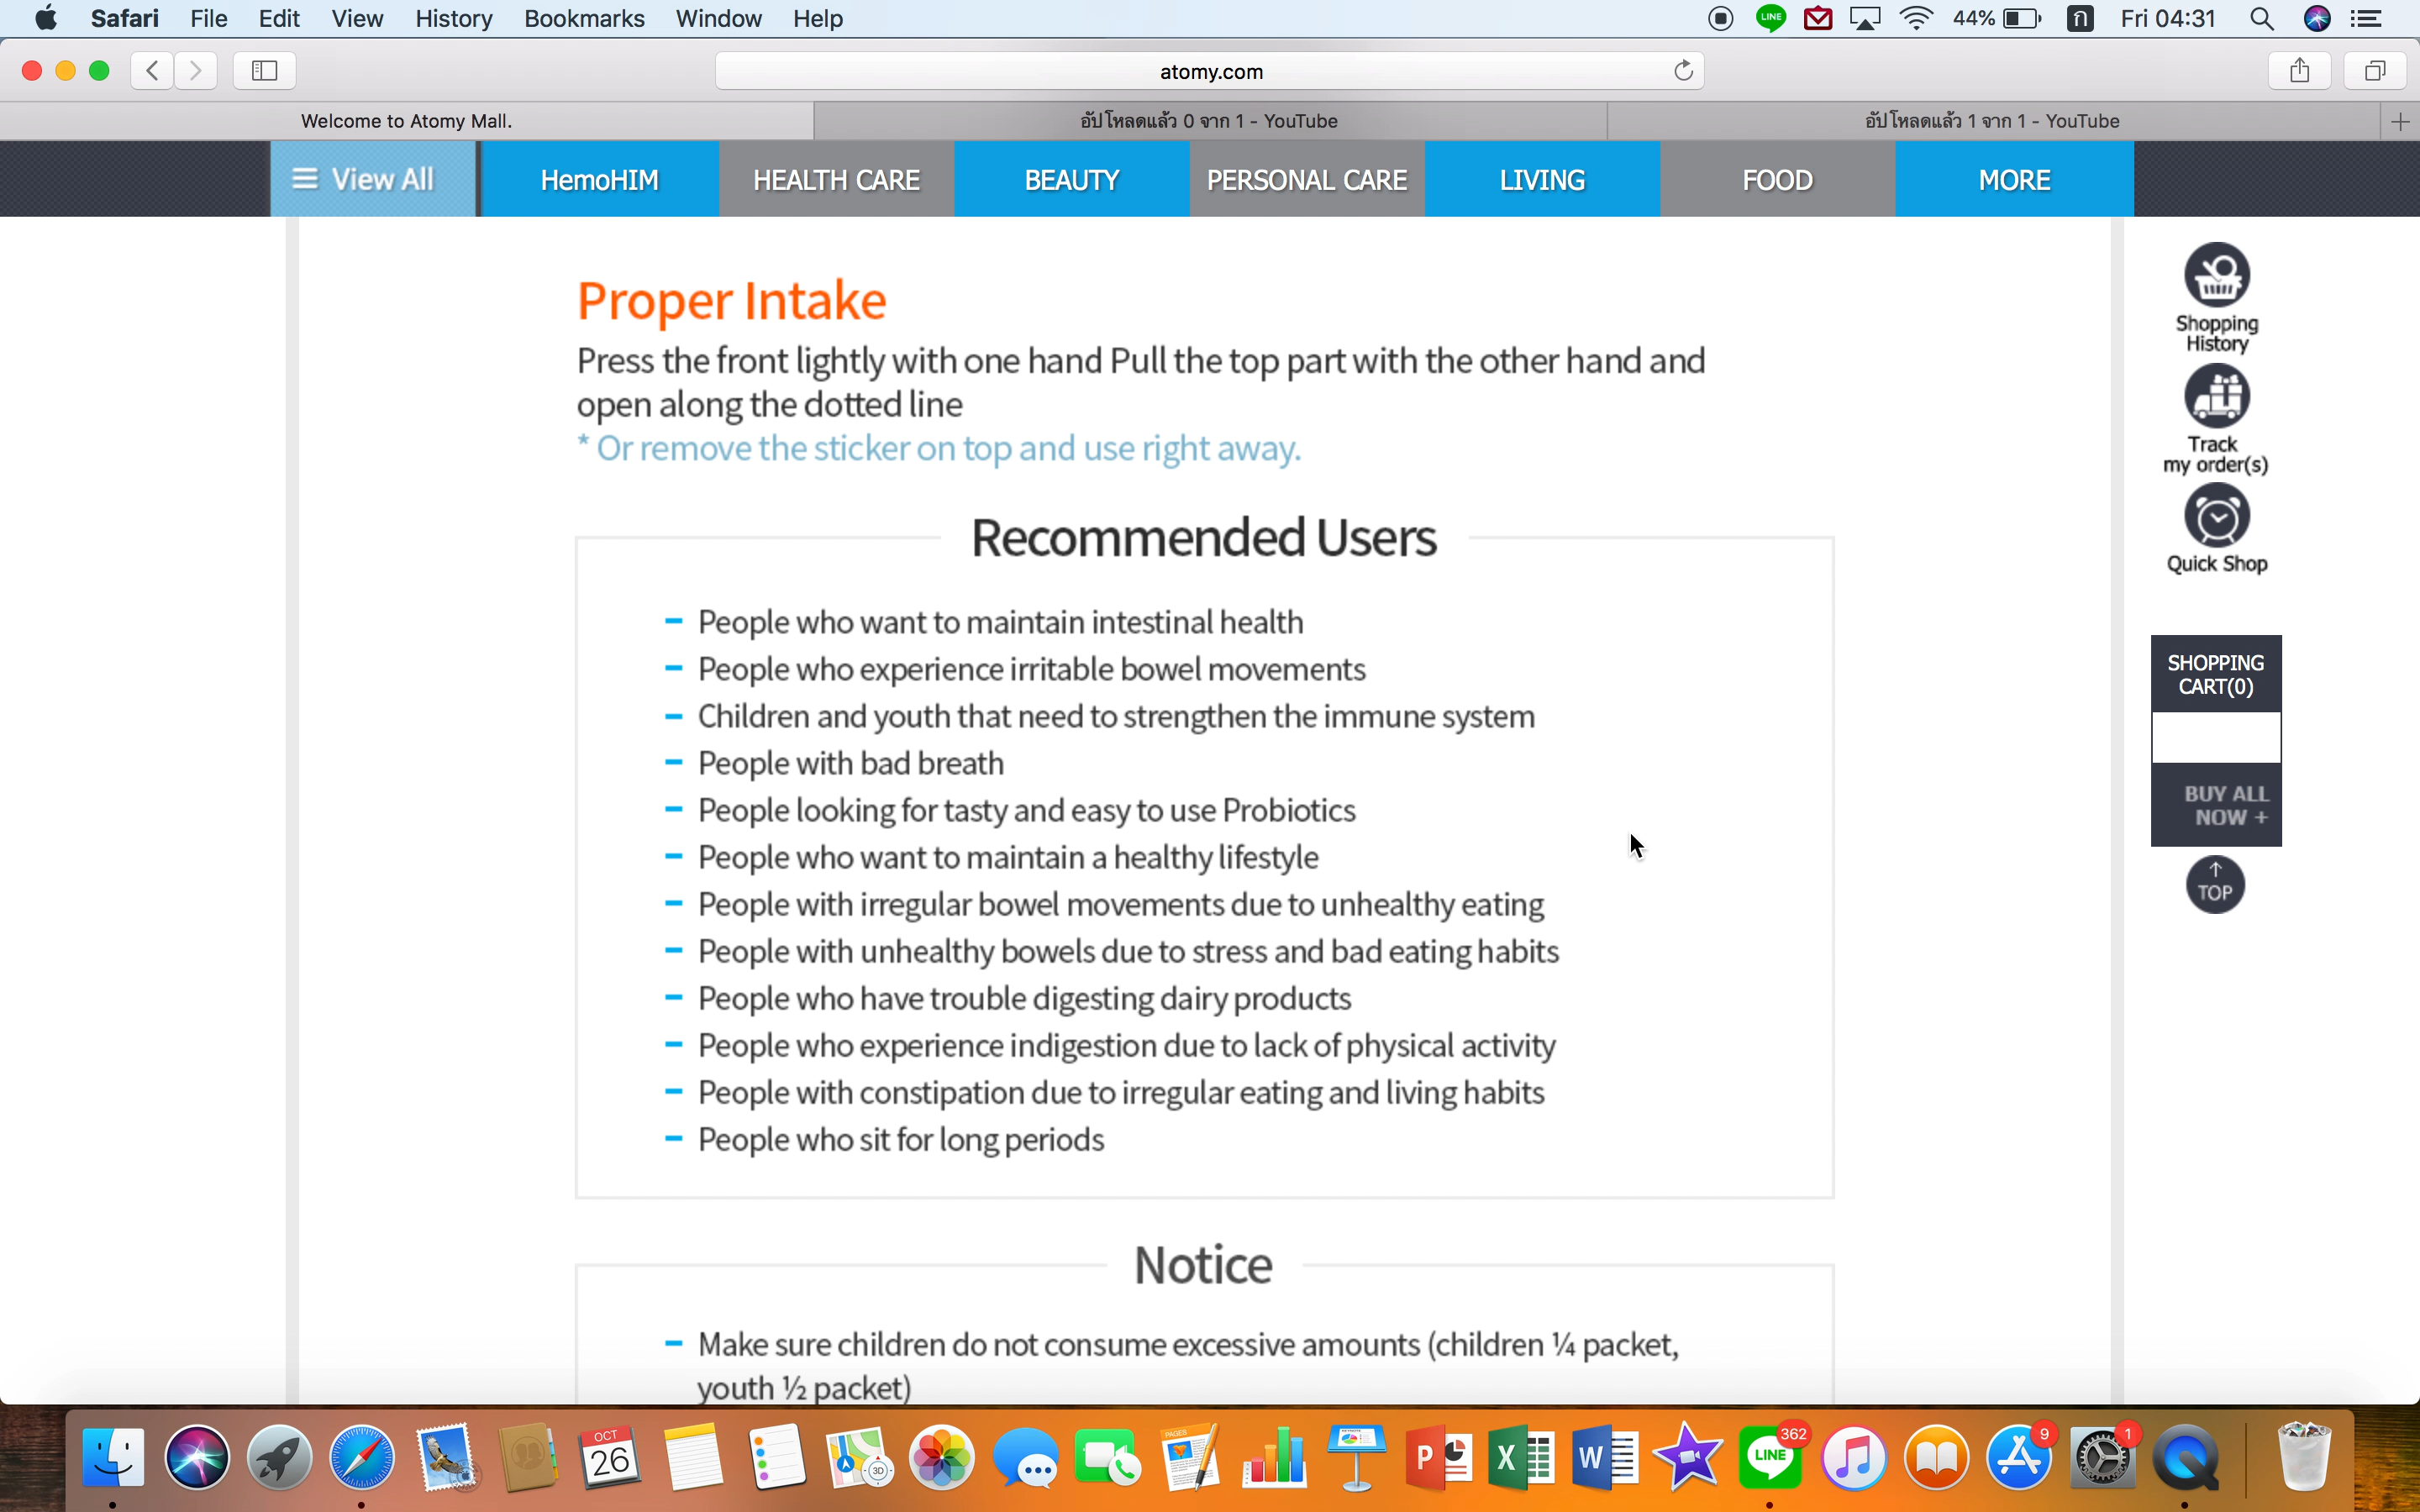 Safari File Edit View History Bookmarks Window Help
LINE 44% ก Fri 04:31
atomy.com
Welcome to Atomy Mall.
อัปโหลดแล้ว 0 จาก 1 - YouTube
อัปโหลดแล้ว 1 จาก 1 - YouTube
View All HemoHIM HEALTH CARE BEAUTY PERSONAL CARE LIVING FOOD MORE
Proper Intake
Press the front lightly with one hand Pull the top part with the other hand and
open along the dotted line
* Or remove the sticker on top and use right away.
Recommended Users
- People who want to maintain intestinal health
- People who experience irritable bowel movements
- Children and youth that need to strengthen the immune system
- People with bad breath
- People looking for tasty and easy to use Probiotics
- People who want to maintain a healthy lifestyle
- People with irregular bowel movements due to unhealthy eating
- People with unhealthy bowels due to stress and bad eating habits
- People who have trouble digesting dairy products
- People who experience indigestion due to lack of physical activity
- People with constipation due to irregular eating and living habits
- People who sit for long periods
Notice
- Make sure children do not consume excessive amounts (children ¼ packet,
youth ½ packet)
Shopping
History
Track
my order(s)
Quick Shop
SHOPPING
CART(0)
BUY ALL
NOW +
TOP
OCT
26
3D
PAGES
P
X
W
LINE
362
9
1